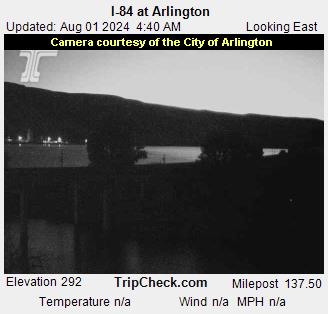 I-84 at Arlington
Updated: Aug 01 2024 4:40 AM Looking East
Camera courtesy of the City of Arlington
Elevation 292 TripCheck.com Milepost 137.50
Temperature n/a Wind n/a MPH n/a